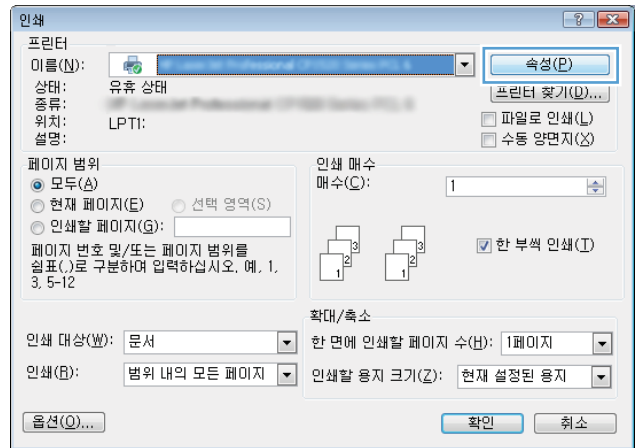 인쇄
프린터
이름(N):
속성(P)
상태: 유휴 상태
프린터 찾기(D)...
종류:
위치: LPT1:
파일로 인쇄(L)
설명:
수동 양면지(X)
페이지 범위
모두(A)
현재 페이지(E) 선택 영역(S)
인쇄할 페이지(G):
페이지 번호 및/또는 페이지 범위를
쉼표(,)로 구분하여 입력하십시오. 예, 1,
3, 5-12
인쇄 매수
매수(C): 1
1 2 3 1 2 3
한 부씩 인쇄(T)
인쇄 대상(W): 문서
인쇄(R): 범위 내의 모든 페이지
확대/축소
한 면에 인쇄할 페이지 수(H): 1페이지
인쇄할 용지 크기(Z): 현재 설정된 용지
옵션(O)...
확인 취소